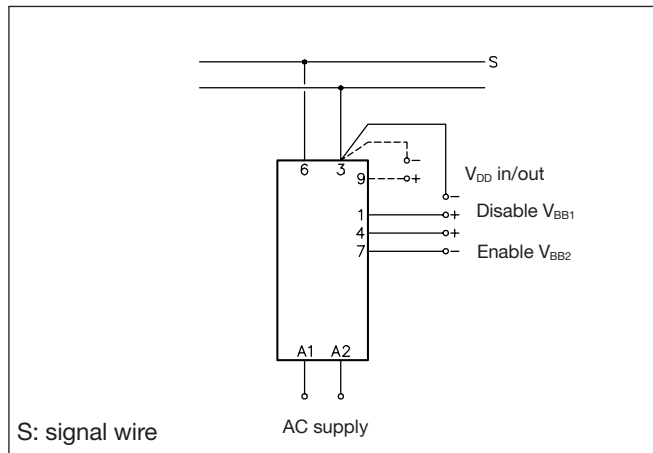 S
6 3
9
−
+
V_DD in/out
−
1 + Disable V_BB1
4 +
7 − Enable V_BB2
A1 A2
AC supply
S: signal wire